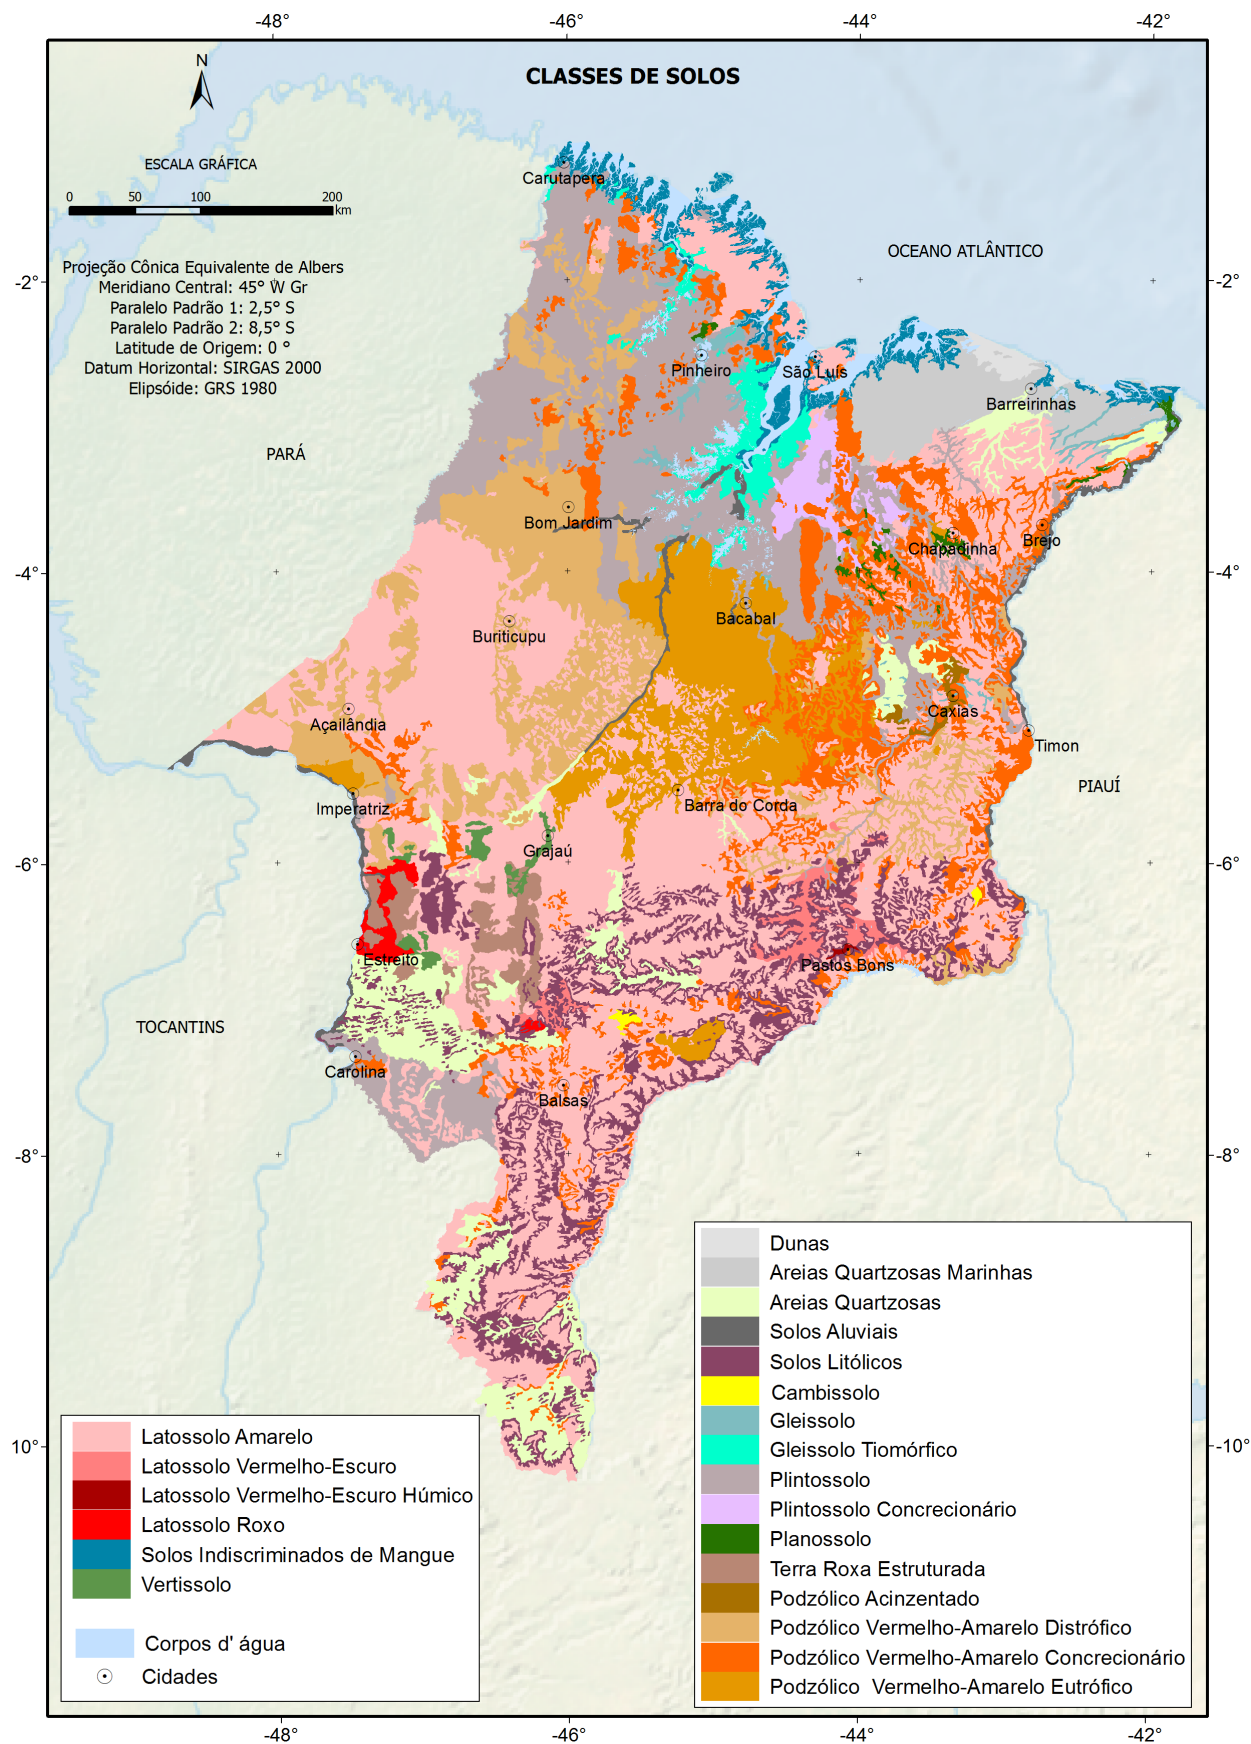 -48°
-46°
-44°
-42°
CLASSES DE SOLOS
N
ESCALA GRÁFICA
0 50 100 200
km
Carutapera
OCEANO ATLÂNTICO
Projeção Cônica Equivalente de Albers
Meridiano Central: 45° W Gr
Paralelo Padrão 1: 2,5° S
Paralelo Padrão 2: 8,5° S
Latitude de Origem: 0 °
Datum Horizontal: SIRGAS 2000
Elipsóide: GRS 1980
-2°
-2°
Pinheiro
São Luís
Barreirinhas
PARÁ
Bom Jardim
Chapadinha
Brejo
-4°
-4°
Bacabal
Buriticupu
Açailândia
Caxias
Timon
PIAUÍ
Imperatriz
Barra do Corda
Grajaú
-6°
-6°
Estreito
Pastos Bons
TOCANTINS
Carolina
Balsas
-8°
-8°
Dunas
Areias Quartzosas Marinhas
Areias Quartzosas
Solos Aluviais
Solos Litólicos
Cambissolo
Gleissolo
Gleissolo Tiomórfico
Plintossolo
Plintossolo Concrecionário
Planossolo
Terra Roxa Estruturada
Podzólico Acinzentado
Podzólico Vermelho-Amarelo Distrófico
Podzólico Vermelho-Amarelo Concrecionário
Podzólico Vermelho-Amarelo Eutrófico
10°
-10°
Latossolo Amarelo
Latossolo Vermelho-Escuro
Latossolo Vermelho-Escuro Húmico
Latossolo Roxo
Solos Indiscriminados de Mangue
Vertissolo
Corpos d' água
Cidades
-48°
-46°
-44°
-42°